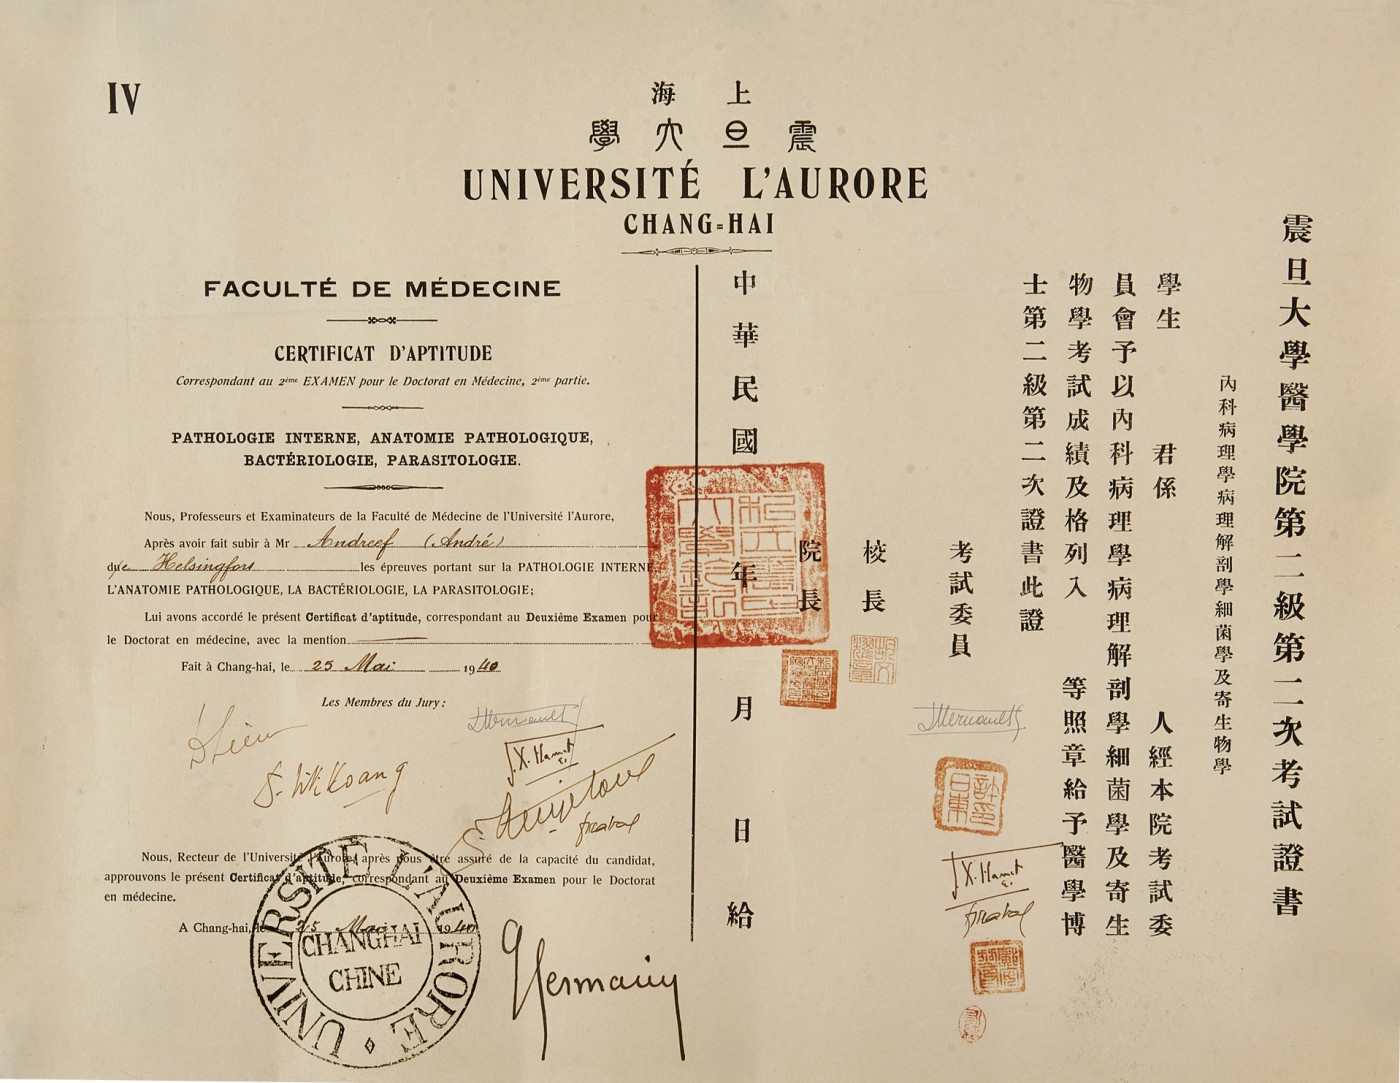 IV
上海
震旦大學
UNIVERSITÉ L'AURORE
CHANG-HAI
FACULTÉ DE MÉDECINE
CERTIFICAT D'APTITUDE
Correspondant au 2ème EXAMEN pour le Doctorat en Médecine, 2ème partie.
PATHOLOGIE INTERNE, ANATOMIE PATHOLOGIQUE,
BACTÉRIOLOGIE, PARASITOLOGIE.
Nous, Professeurs et Examinateurs de la Faculté de Médecine de l'Université l'Aurore,
Après avoir fait subir à Mr Andreef (André)
de Helsingfors les épreuves portant sur la PATHOLOGIE INTERNE,
L'ANATOMIE PATHOLOGIQUE, LA BACTÉRIOLOGIE, LA PARASITOLOGIE;
Lui avons accordé le présent Certificat d'aptitude, correspondant au Deuxième Examen pour
le Doctorat en médecine, avec la mention
Fait à Chang-hai, le 25 Mai 1940
Les Membres du Jury :
S. Wikkoang
X. Hamit
Nous, Recteur de l'Université l'Aurore, après nous être assuré de la capacité du candidat,
approuvons le présent Certificat d'aptitude, correspondant au Deuxième Examen pour le Doctorat
en médecine.
A Chang-hai, le 25 Mai 1940
UNIVERSITÉ L'AURORE
CHANGHAI
CHINE
Germain
震旦大學醫學院第二級第二次考試證書
內科病理學病理解剖學細菌學及寄生物學
學生 君係 人經本院考試委
員會予以內科病理學病理解剖學細菌學及寄生
物學考試成績及格列入 等照章給予醫學博
士第二級第二次證書此證
考試委員
X. Hamit
校長
院長
中華民國 年 月 日給